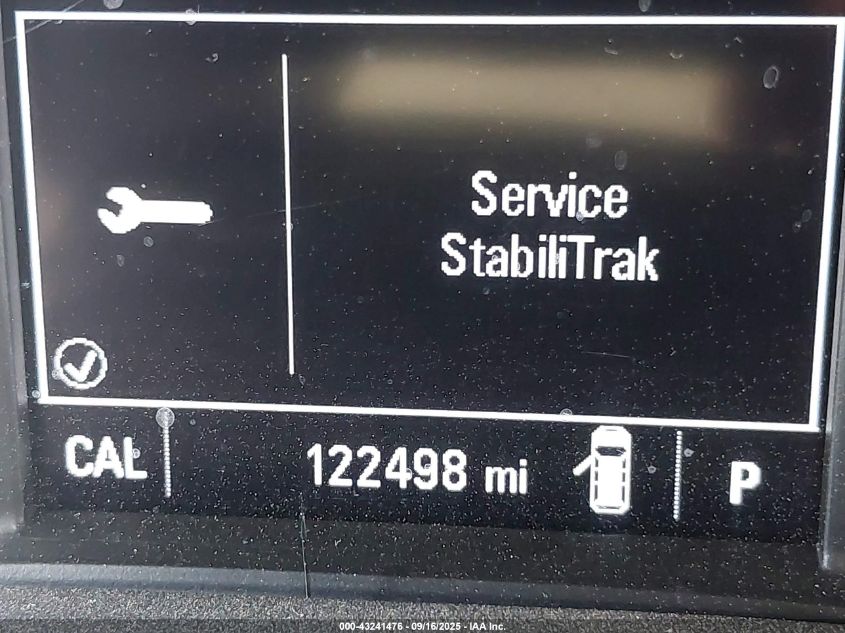 Service
StabiliTrak
CAL 122498 mi P
000-43241476 - 09/16/2025 - IAA Inc.